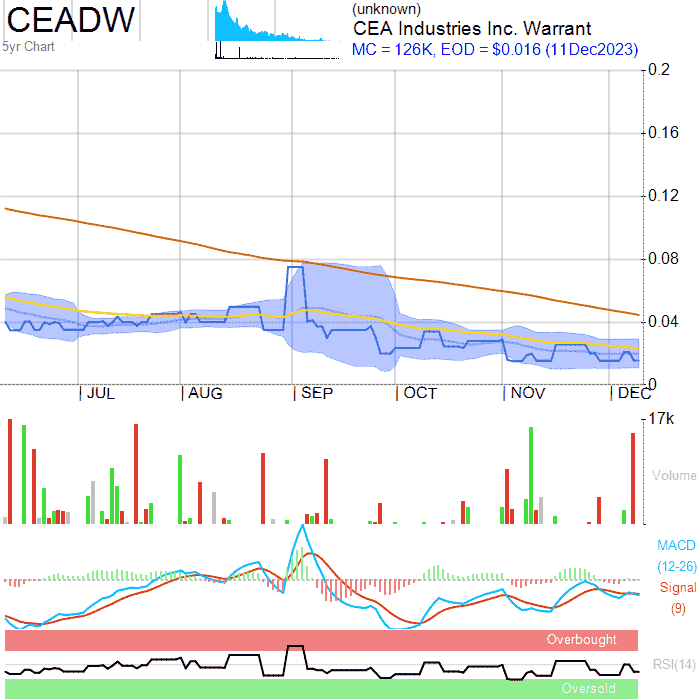 CEADW
(unknown)
CEA Industries Inc. Warrant
5yr Chart
MC = 126K, EOD = $0.016 (11Dec2023)
0.2
0.16
0.12
0.08
0.04
0
JUL
AUG
SEP
OCT
NOV
DEC
17k
Volume
MACD
(12-26)
Signal
(9)
Overbought
RSI(14)
Oversold